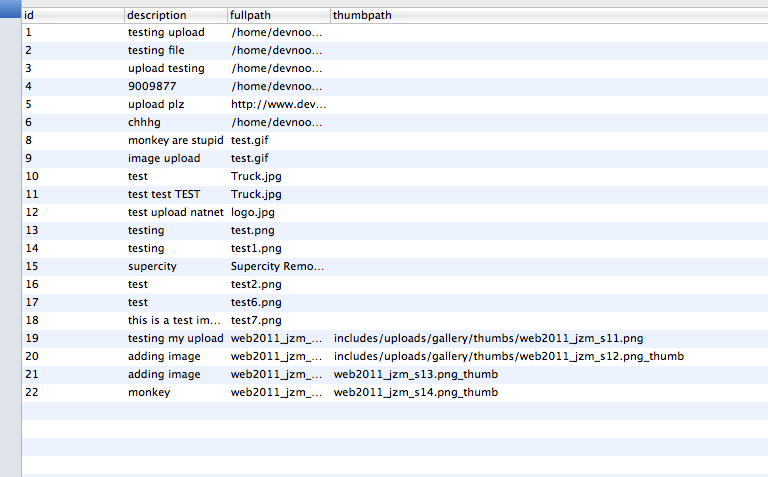 id description fullpath thumbpath
1 testing upload /home/devnoo...
2 testing file /home/devnoo...
3 upload testing /home/devnoo...
4 9009877 /home/devnoo...
5 upload plz http://www.dev...
6 chhhg /home/devnoo...
8 monkey are stupid test.gif
9 image upload test.gif
10 test Truck.jpg
11 test test TEST Truck.jpg
12 test upload natnet logo.jpg
13 testing test.png
14 testing test1.png
15 supercity Supercity Remo...
16 test test2.png
17 test test6.png
18 this is a test im... test7.png
19 testing my upload web2011_jzm_... includes/uploads/gallery/thumbs/web2011_jzm_s11.png
20 adding image web2011_jzm_... includes/uploads/gallery/thumbs/web2011_jzm_s12.png_thumb
21 adding image web2011_jzm_... web2011_jzm_s13.png_thumb
22 monkey web2011_jzm_... web2011_jzm_s14.png_thumb